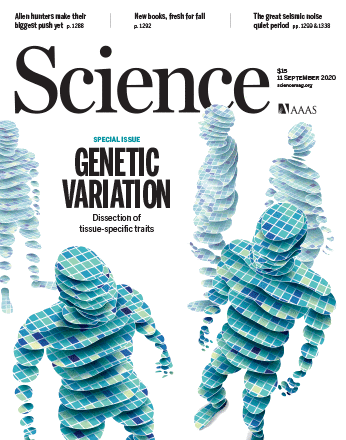 Alien hunters make their
biggest push yet p. 1288
New books, fresh for fall
p. 1292
The great seismic noise
quiet period pp. 1299 & 1338
Science
$15
11 SEPTEMBER 2020
sciencemag.org
AAAS
SPECIAL ISSUE
GENETIC
VARIATION
Dissection of
tissue-specific traits